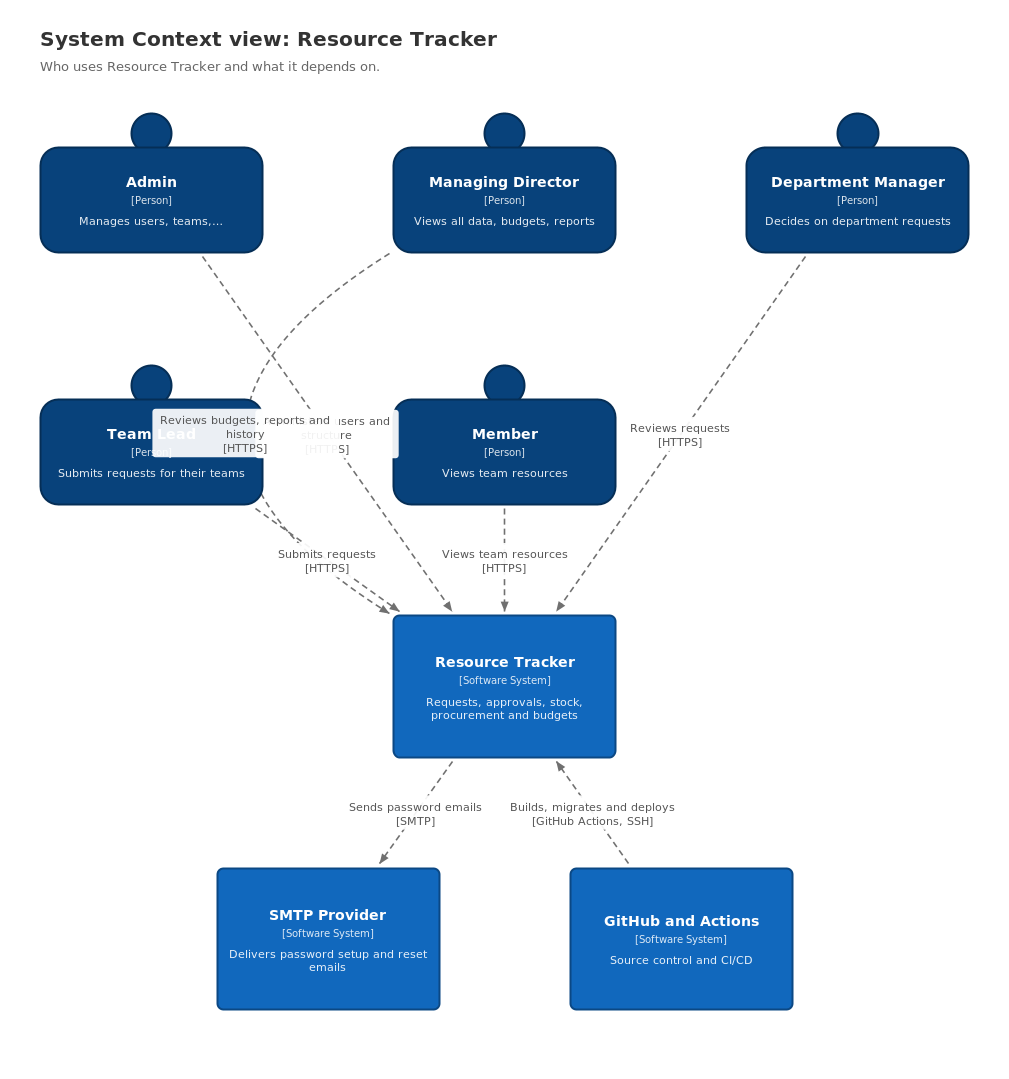 System Context view: Resource Tracker
Who uses Resource Tracker and what it depends on.
Admin
[Person]
Manages users, teams,...
Managing Director
[Person]
Views all data, budgets, reports
Department Manager
[Person]
Decides on department requests
Team Lead
[Person]
Submits requests for their teams
Reviews budgets, reports and
history
[HTTPS]
users and
structure
[HTTPS]
Member
[Person]
Views team resources
Reviews requests
[HTTPS]
Submits requests
[HTTPS]
Views team resources
[HTTPS]
Resource Tracker
[Software System]
Requests, approvals, stock,
procurement and budgets
Sends password emails
[SMTP]
Builds, migrates and deploys
[GitHub Actions, SSH]
SMTP Provider
[Software System]
Delivers password setup and reset
emails
GitHub and Actions
[Software System]
Source control and CI/CD